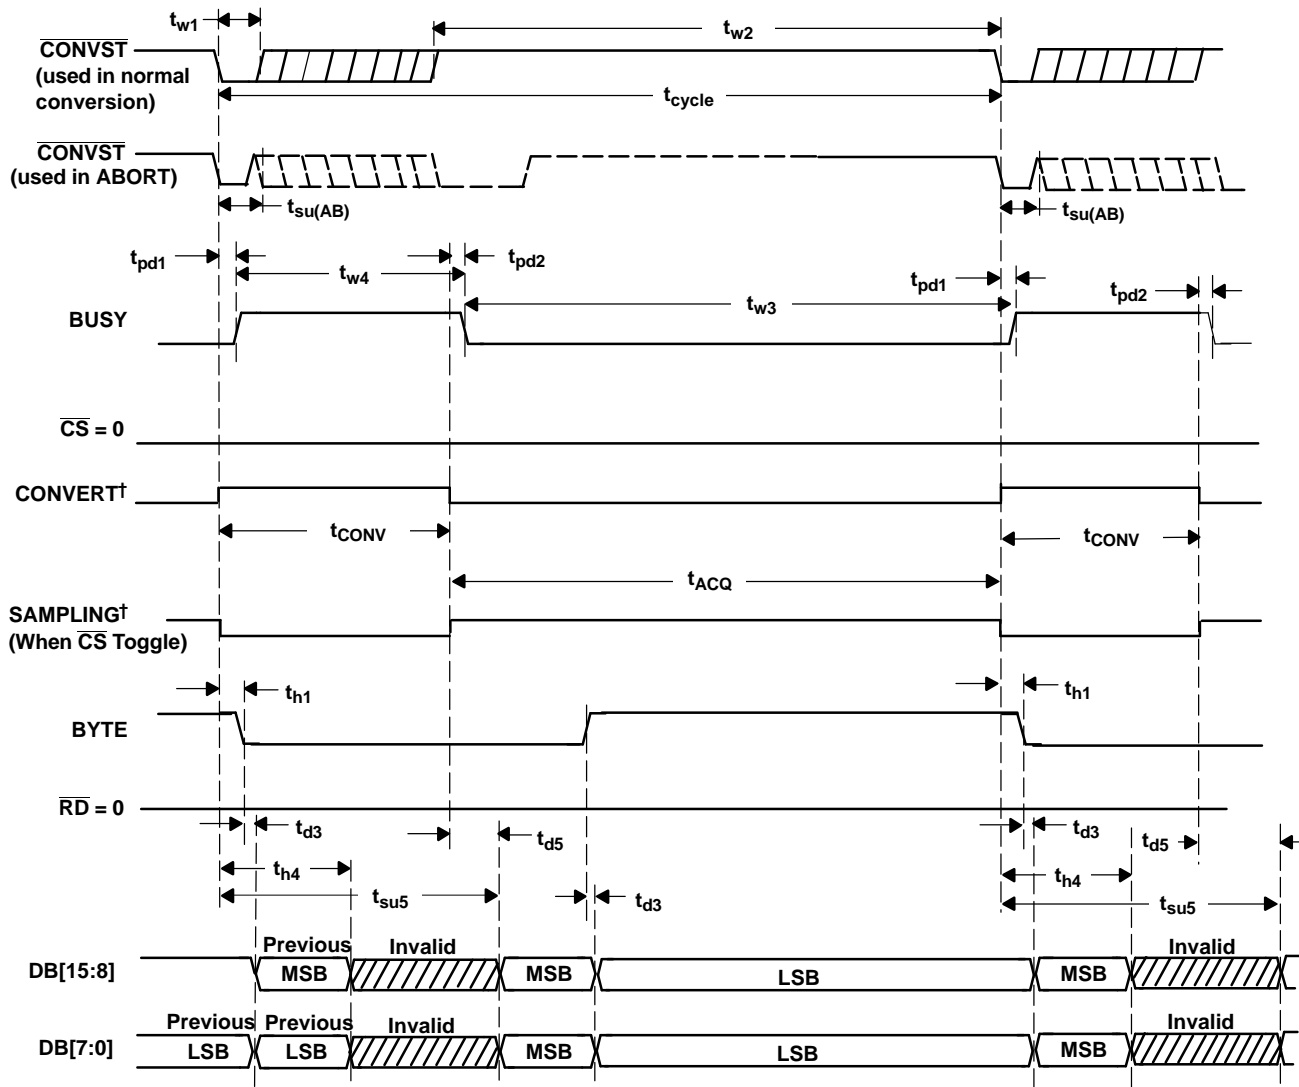 tw1
tw2
CONVST
(used in normal
conversion)
tcycle
CONVST
(used in ABORT)
tsu(AB)
tsu(AB)
tpd1
tw4
tpd2
tpd1
tpd2
tw3
BUSY
CS = 0
CONVERT†
tCONV
tCONV
tACQ
SAMPLING†
(When CS Toggle)
th1
th1
BYTE
RD = 0
td3
td5
td3
td5
th4
th4
tsu5
td3
tsu5
Previous
Invalid
Invalid
DB[15:8]
MSB
MSB
LSB
MSB
Previous
Previous
Invalid
Invalid
DB[7:0]
LSB
LSB
MSB
LSB
MSB